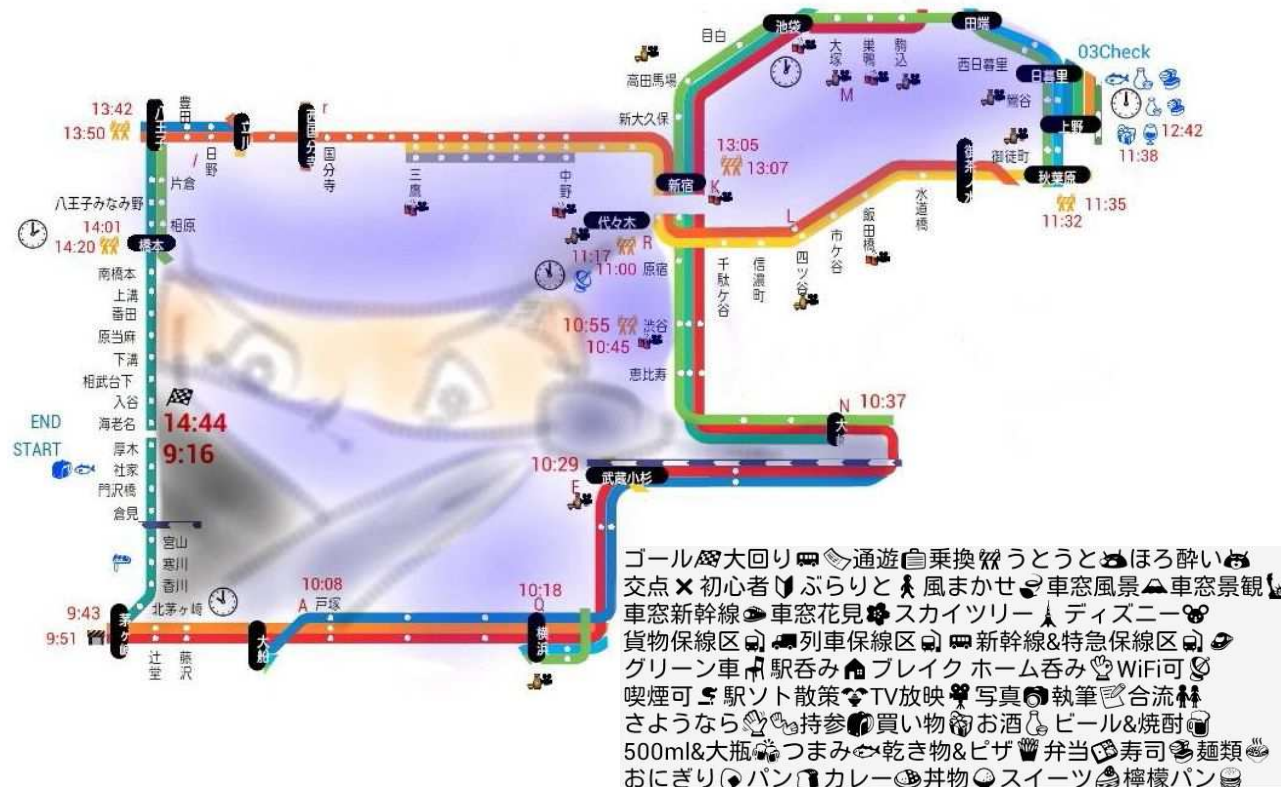 池袋
田端
目白
大塚
巣鴨
駒込
M
高田馬場
西日暮里
日暮里
03Check
鶯谷
上野
12:42
11:38
新大久保
13:42
13:50
八王子
豊田
立川
西国分寺
r
日野
国分寺
三鷹
中野
13:05
13:07
新宿
K
御茶ノ水
御徒町
秋葉原
11:35
11:32
片倉
八王子みなみ野
相原
14:01
14:20
橋本
代々木
R
11:17
11:00
原宿
L
千駄ケ谷
信濃町
四ツ谷
市ケ谷
飯田橋
水道橋
南橋本
上溝
番田
原当麻
下溝
相武台下
入谷
海老名
END
START
14:44
9:16
10:55
渋谷
10:45
恵比寿
N
10:37
厚木
社家
門沢橋
倉見
宮山
寒川
香川
北茅ヶ崎
10:29
武蔵小杉
9:43
9:51
辻堂
藤沢
大船
10:08
A
戸塚
10:18
Q
横浜
ゴール大回り通遊乗換うとうとほろ酔い
交点初心者ぶらりと風まかせ車窓風景車窓景観
車窓新幹線車窓花見スカイツリーディズニー
貨物保線区列車保線区新幹線&特急保線区
グリーン車駅呑みブレイク ホーム呑みWiFi可
喫煙可駅ソト散策TV放映写真執筆合流
さようなら持参買い物お酒ビール&焼酎
500ml&大瓶つまみ乾き物&ピザ弁当寿司麺類
おにぎりパンカレー丼物スイーツ檸檬パン